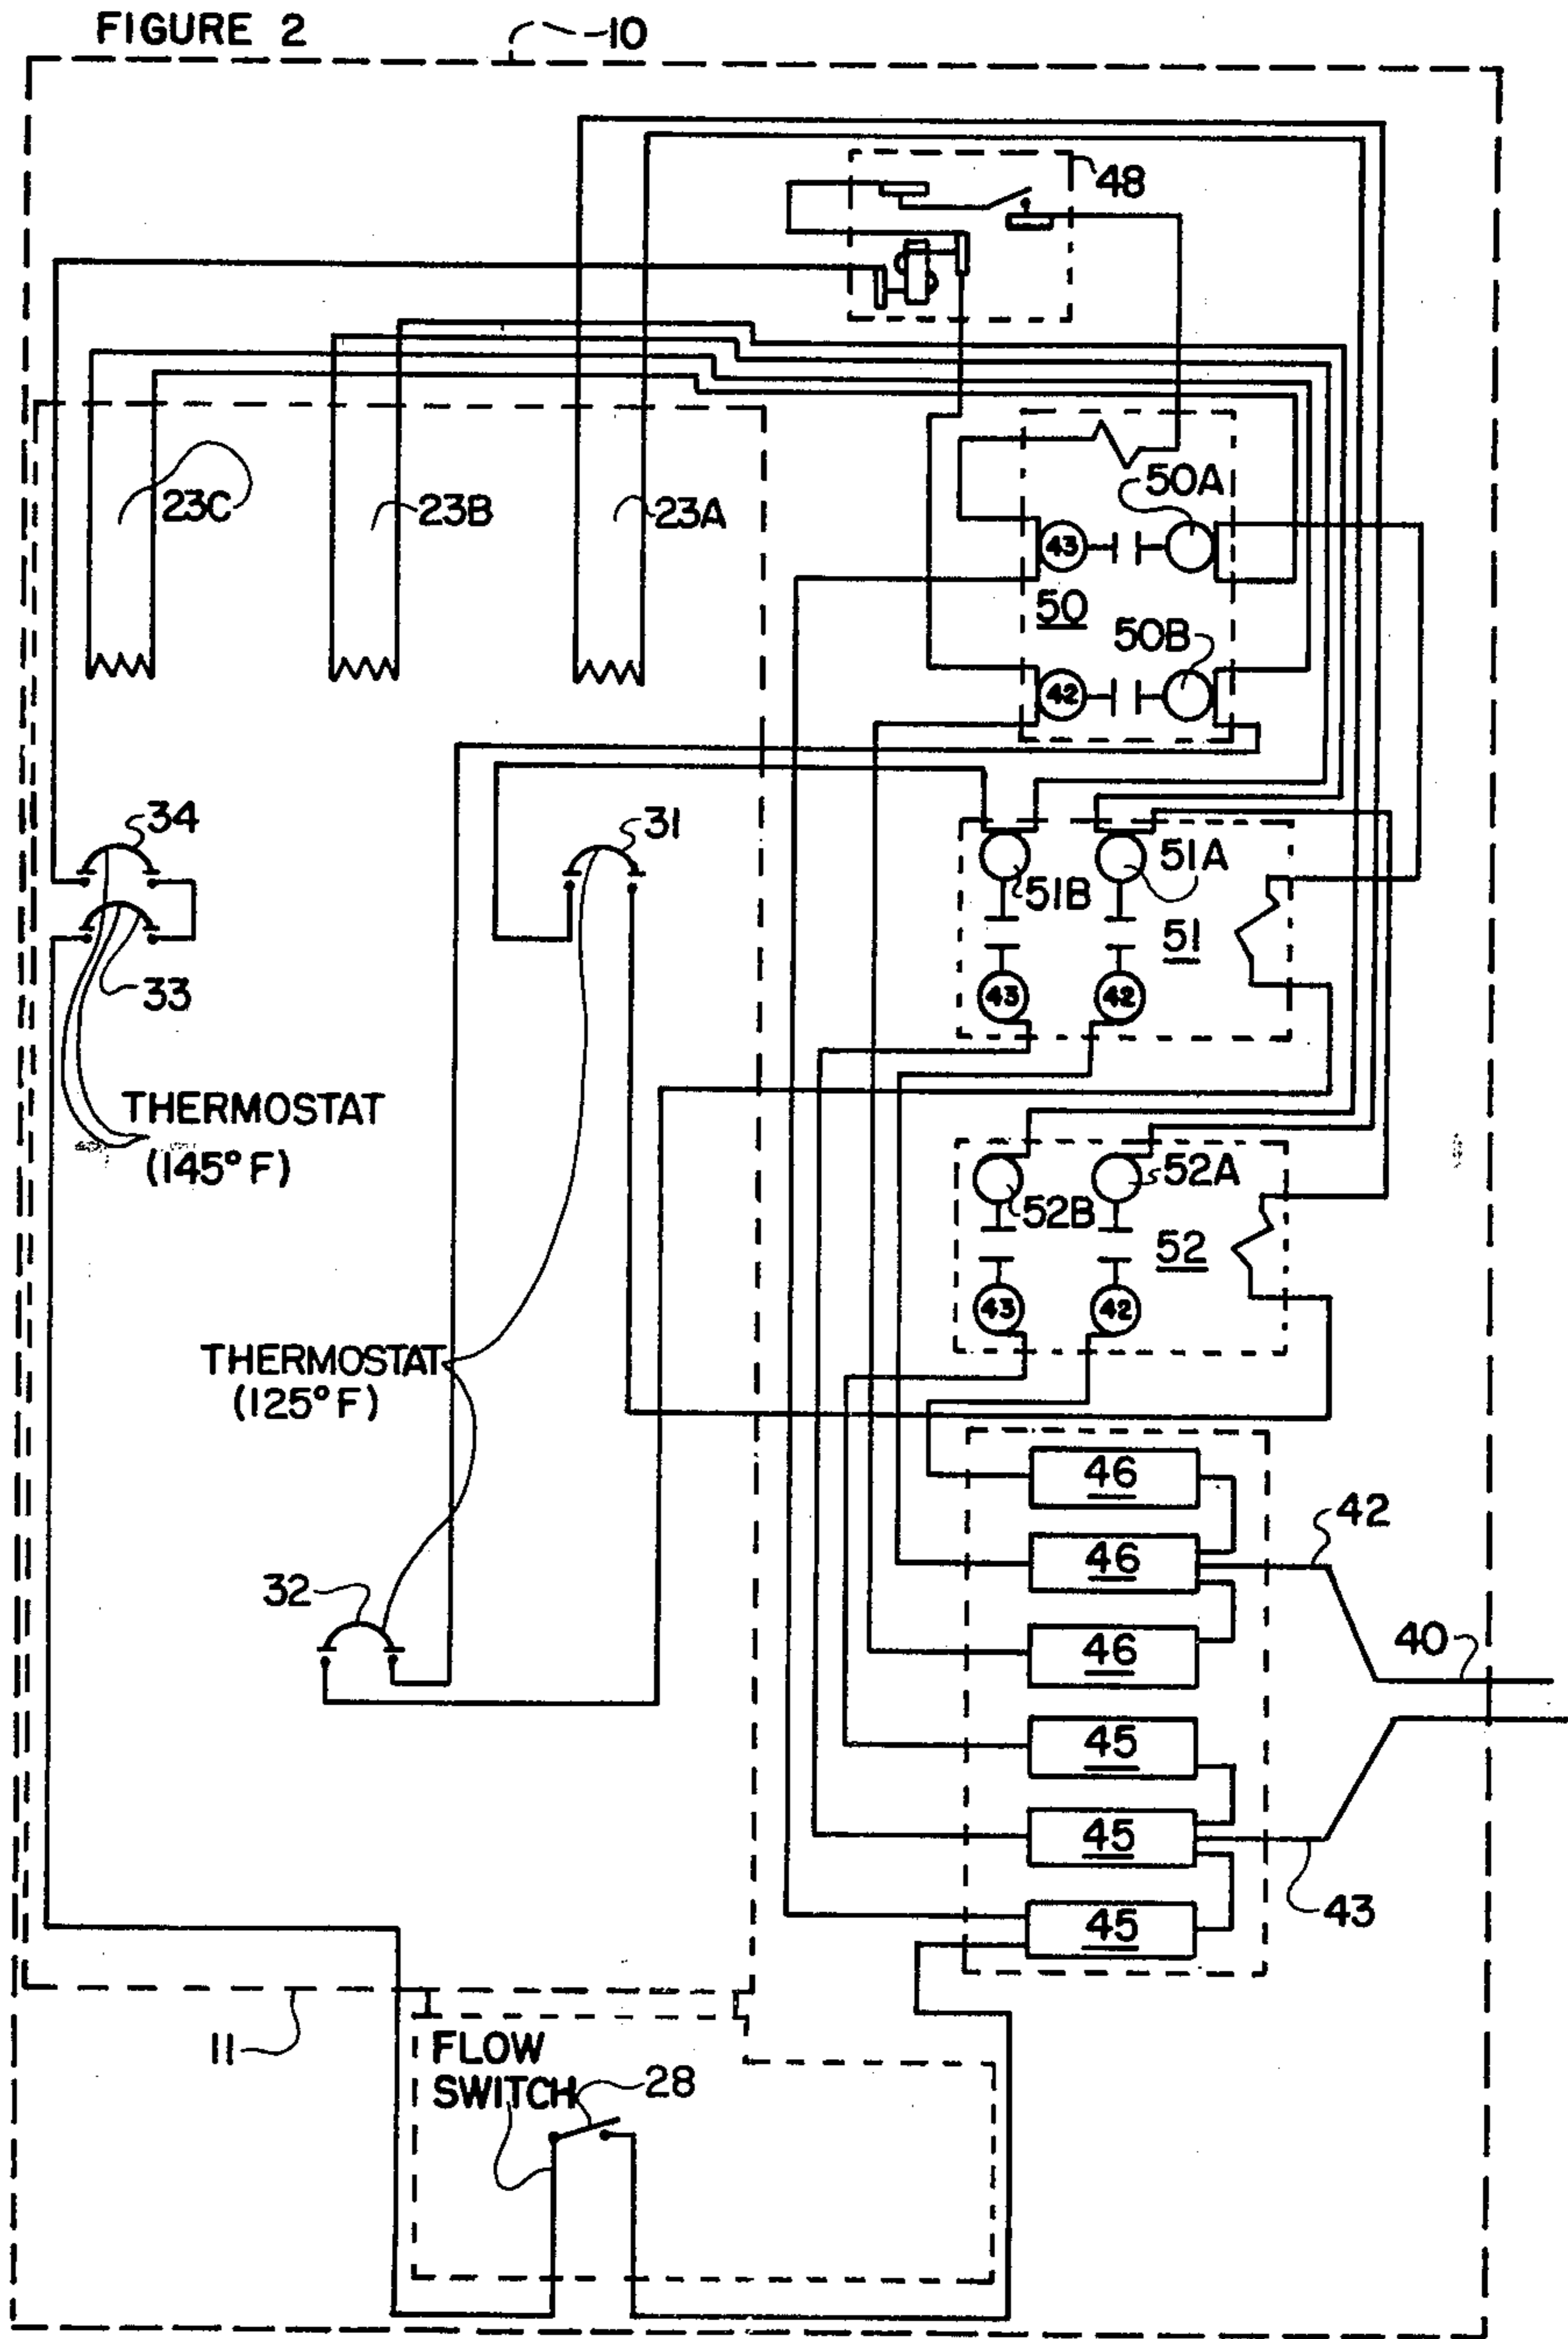 FIGURE 2
10
48
50A
23C
23B
23A
43
50
50B
42
34
31
51A
51B
51
33
43
42
THERMOSTAT
(145°F)
52A
52B
52
43
42
THERMOSTAT
(125°F)
46
42
46
32
46
40
45
45
43
45
11
FLOW
SWITCH
28